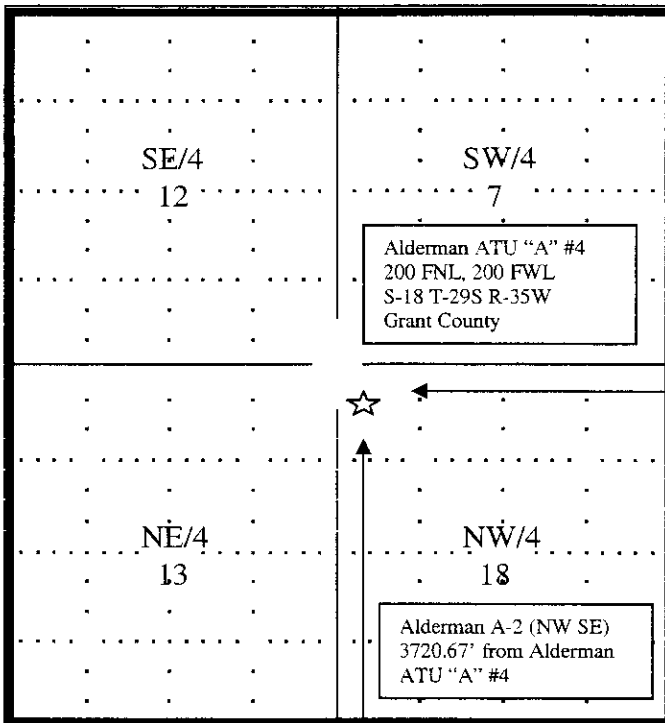 SE/4
12
SW/4
7
Alderman ATU “A” #4
200 FNL, 200 FWL
S-18 T-29S R-35W
Grant County
NE/4
13
NW/4
18
Alderman A-2 (NW SE)
3720.67’ from Alderman
ATU “A” #4